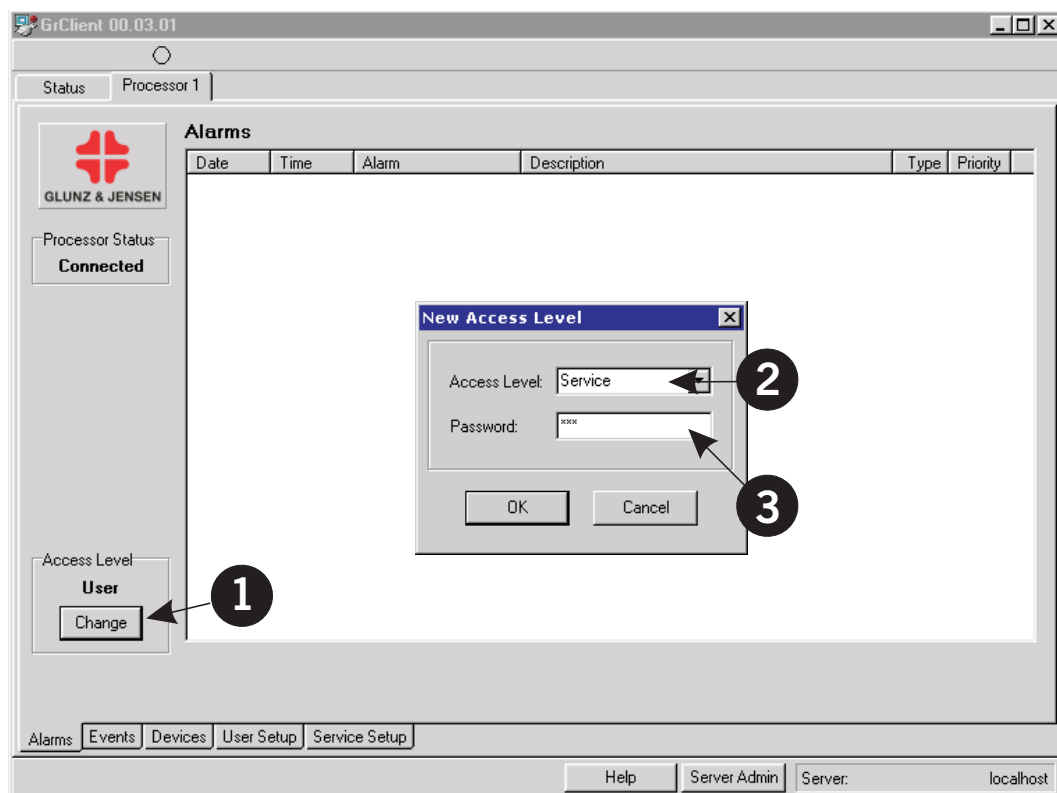 GrClient 00.03.01
Status Processor 1
GLUNZ & JENSEN
Alarms
Date Time Alarm Description Type Priority
Processor Status
Connected
New Access Level
Access Level: Service
2
Password: ***
3
OK Cancel
Access Level
User
Change
1
Alarms Events Devices User Setup Service Setup
Help Server Admin Server: localhost